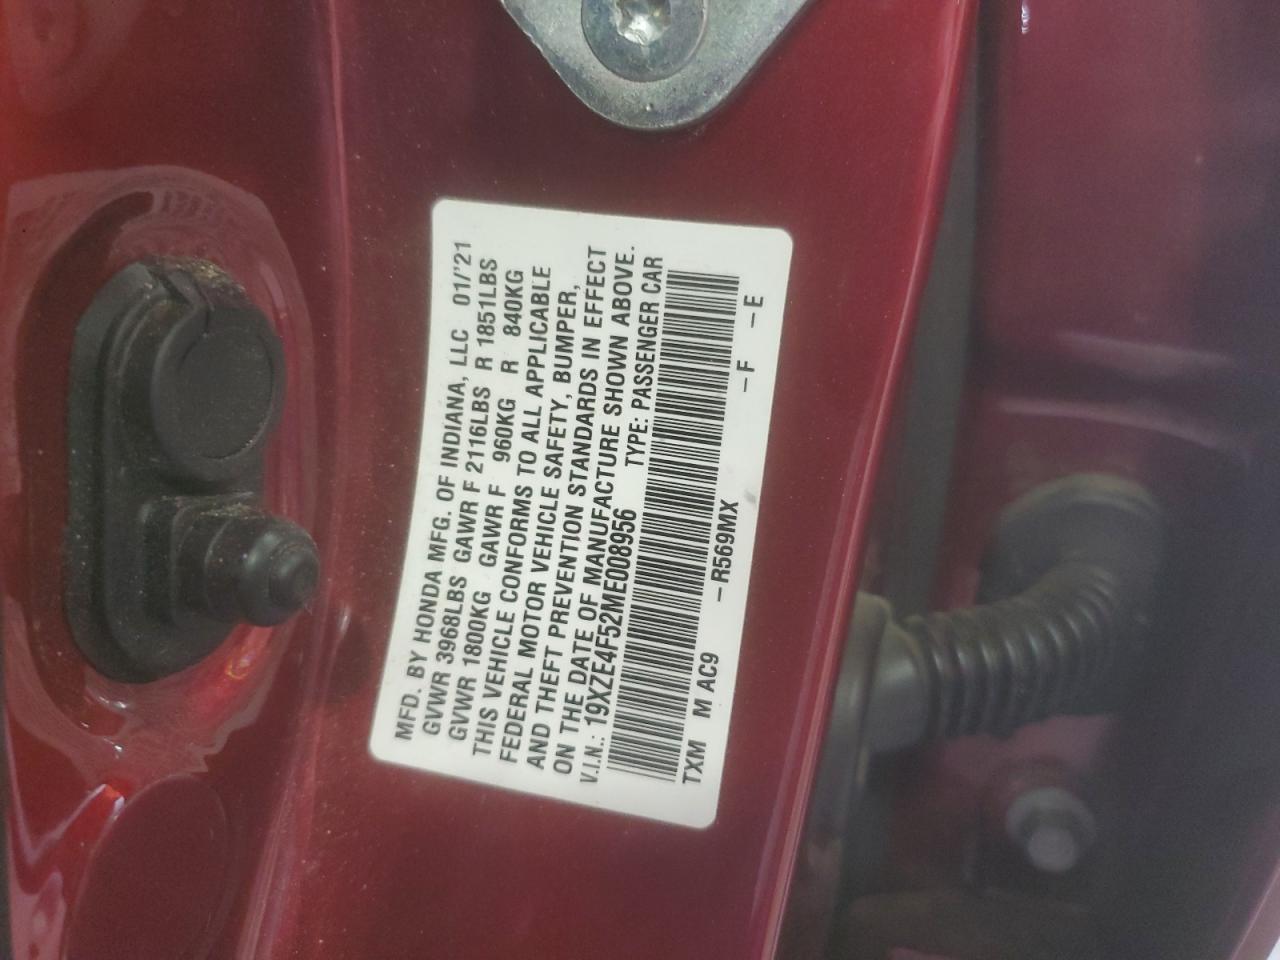 MFD. BY HONDA MFG. OF INDIANA, LLC 01/'21
GVWR 3968LBS GAWR F 2116LBS R 1851LBS
GVWR 1800KG GAWR F 960KG R 840KG
THIS VEHICLE CONFORMS TO ALL APPLICABLE
FEDERAL MOTOR VEHICLE SAFETY, BUMPER,
AND THEFT PREVENTION STANDARDS IN EFFECT
ON THE DATE OF MANUFACTURE SHOWN ABOVE.
V.I.N.: 19XZE4F52ME008956 TYPE: PASSENGER CAR
TXM M AC9 – R569MX – F – E